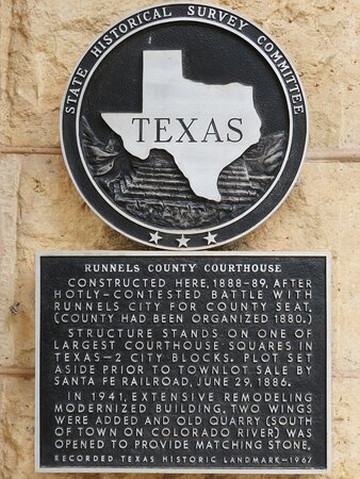 STATE HISTORICAL SURVEY COMMITTEE
TEXAS
RUNNELS COUNTY COURTHOUSE
CONSTRUCTED HERE, 1888-89, AFTER
HOTLY-CONTESTED BATTLE WITH
RUNNELS CITY FOR COUNTY SEAT.
(COUNTY HAD BEEN ORGANIZED 1880.)
STRUCTURE STANDS ON ONE OF
LARGEST COURTHOUSE SQUARES IN
TEXAS—2 CITY BLOCKS. PLOT SET
ASIDE PRIOR TO TOWNLOT SALE BY
SANTA FE RAILROAD, JUNE 29, 1886.
IN 1941, EXTENSIVE REMODELING
MODERNIZED BUILDING. TWO WINGS
WERE ADDED AND OLD QUARRY (SOUTH
OF TOWN ON COLORADO RIVER) WAS
OPENED TO PROVIDE MATCHING STONE.
RECORDED TEXAS HISTORIC LANDMARK—1967